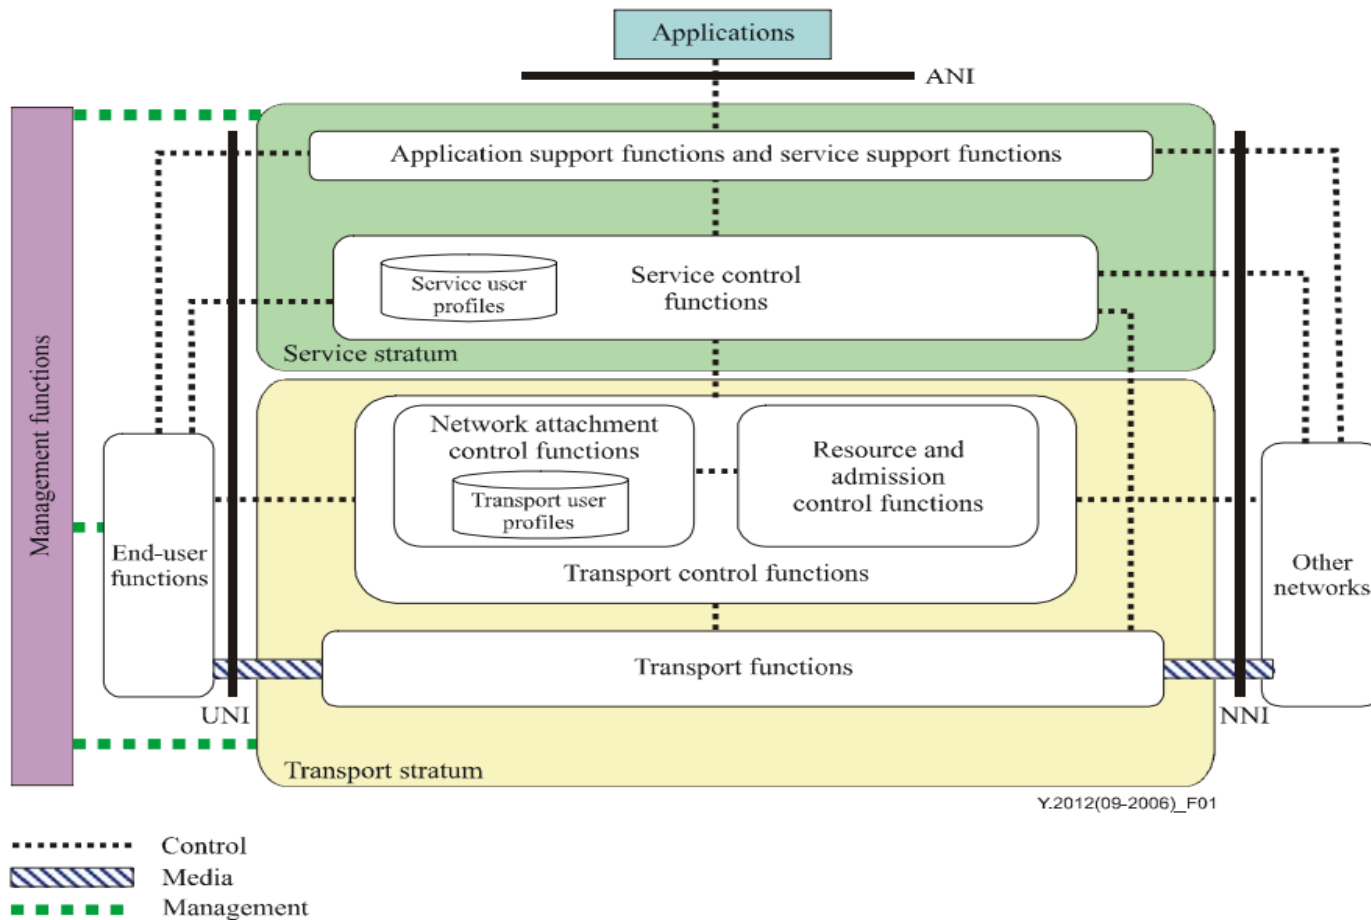 Applications
ANI
Application support functions and service support functions
Service user
profiles
Service control
functions
Service stratum
Management functions
Network attachment
control functions
Transport user
profiles
Resource and
admission
control functions
Transport control functions
End-user
functions
Other
networks
Transport functions
UNI
NNI
Transport stratum
Y.2012(09-2006)_F01
Control
Media
Management